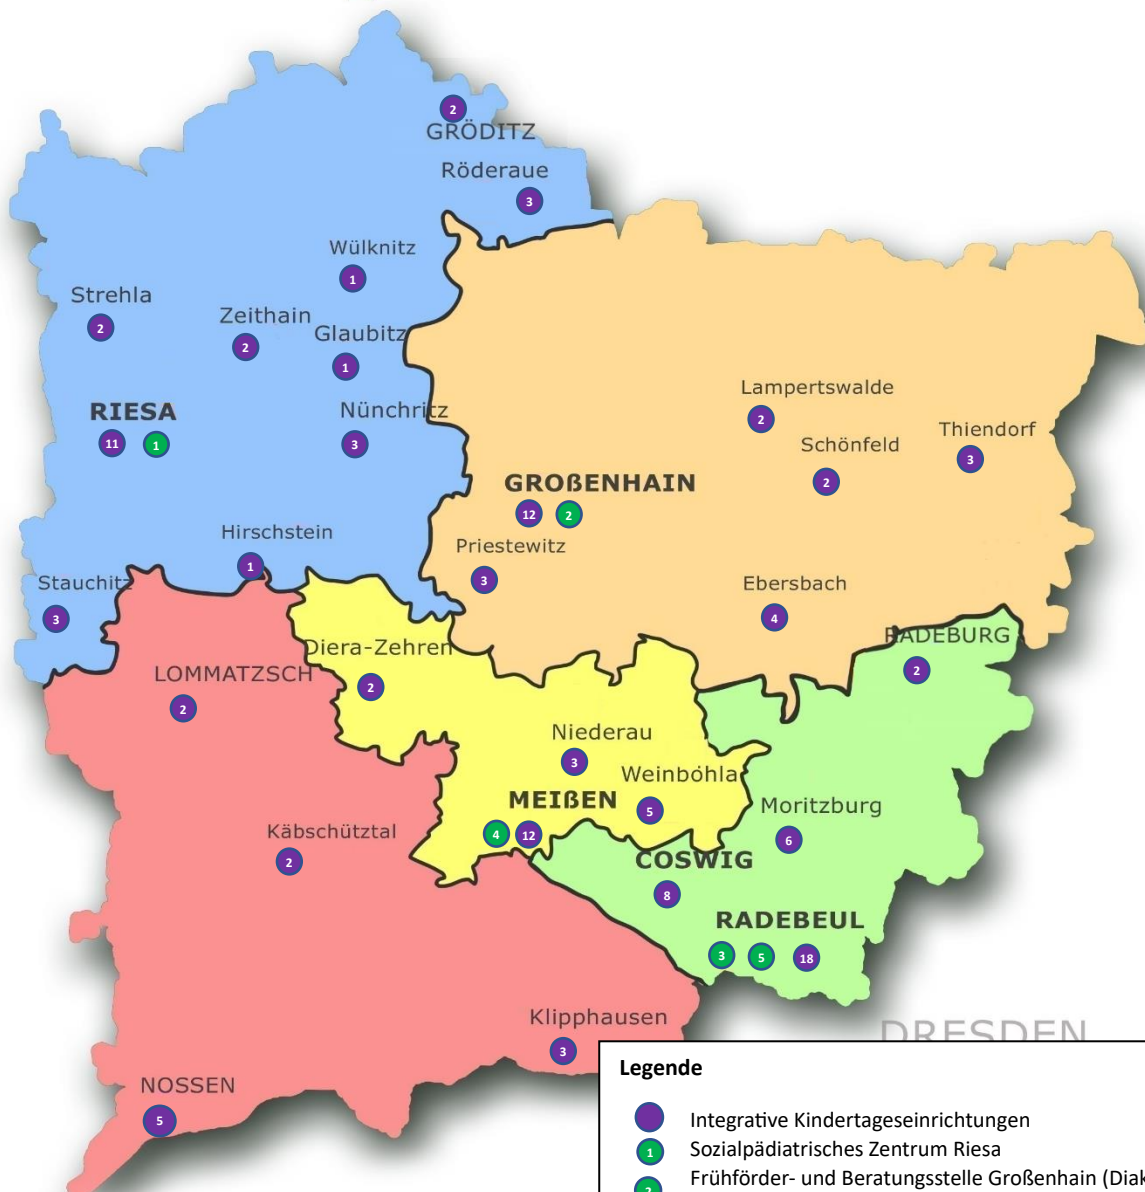 2
GRÖDITZ
Röderaue
3
Wülknitz
1
Strehla
2
Zeithain
2
Glaubitz
1
RIESA
11 1
Nünchritz
3
Lampertswalde
2
Schönfeld
2
Thiendorf
3
GROßENHAIN
12 2
Priestewitz
3
Hirschstein
1
Stauchitz
3
Ebersbach
4
RADEBURG
2
Diera-Zehren
2
LOMMATZSCH
2
Niederau
3
Weinböhla
5
MEIßEN
4 12
Moritzburg
6
Käbschütztal
2
COSWIG
8
RADEBEUL
3 5 18
Klipphausen
3
DRESDEN
NOSSEN
5
Legende
Integrative Kindertageseinrichtungen
1 Sozialpädiatrisches Zentrum Riesa
2 Frühförder- und Beratungsstelle Großenhain (Diak